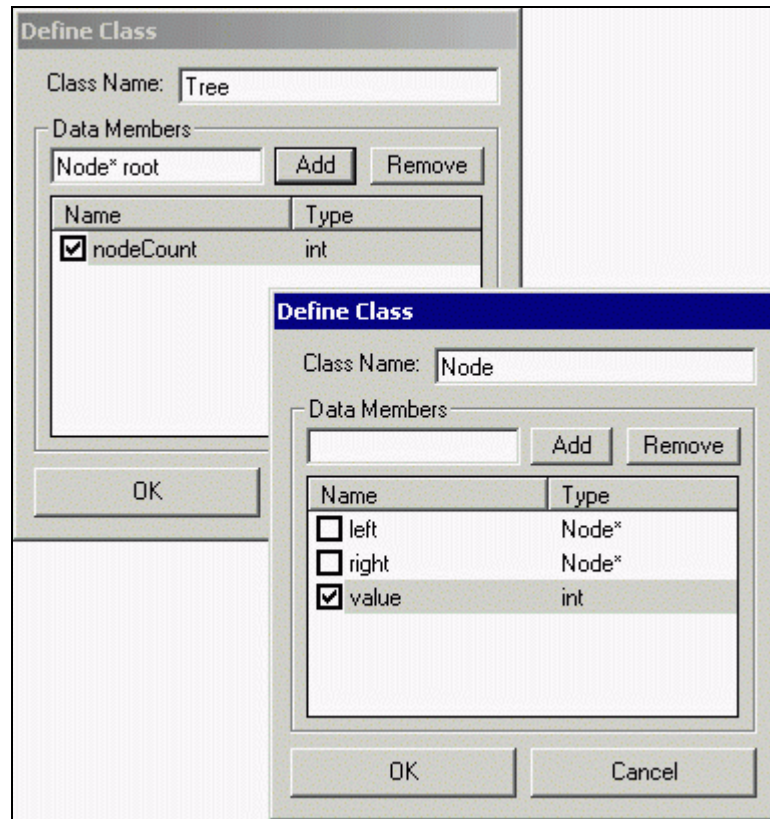 Define Class
Class Name: Tree
Data Members
Node* root Add Remove
Name Type
nodeCount int
OK
Define Class
Class Name: Node
Data Members
Add Remove
Name Type
left Node*
right Node*
value int
OK Cancel